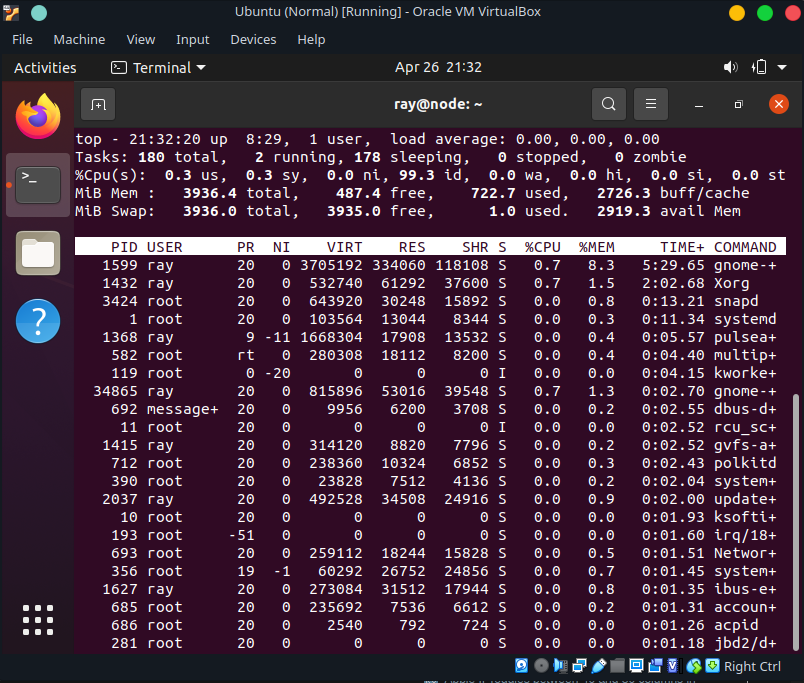 Ubuntu (Normal) [Running] - Oracle VM VirtualBox
File Machine View Input Devices Help
Activities Terminal Apr 26 21:32
ray@node: ~
top - 21:32:20 up  8:29,  1 user,  load average: 0.00, 0.00, 0.00
Tasks: 180 total,   2 running, 178 sleeping,   0 stopped,   0 zombie
%Cpu(s):  0.3 us,  0.3 sy,  0.0 ni, 99.3 id,  0.0 wa,  0.0 hi,  0.0 si,  0.0 st
MiB Mem :   3936.4 total,    487.4 free,    722.7 used,   2726.3 buff/cache
MiB Swap:   3936.0 total,   3935.0 free,      1.0 used.   2919.3 avail Mem
PID USER      PR  NI    VIRT    RES    SHR S  %CPU  %MEM     TIME+ COMMAND
1599 ray       20   0 3705192 334060 118108 S   0.7   8.3   5:29.65 gnome-+
1432 ray       20   0  532740  61292  37600 S   0.7   1.5   2:02.68 Xorg
3424 root      20   0  643920  30248  15892 S   0.0   0.8   0:13.21 snapd
1 root      20   0  103564  13044   8344 S   0.0   0.3   0:11.34 systemd
1368 ray        9 -11 1668304  17908  13532 S   0.0   0.4   0:05.57 pulsea+
582 root      rt   0  280308  18112   8200 S   0.0   0.4   0:04.40 multip+
119 root       0 -20       0      0      0 I   0.0   0.0   0:04.15 kworke+
34865 ray       20   0  815896  53016  39548 S   0.7   1.3   0:02.70 gnome-+
692 message+  20   0    9956   6200   3708 S   0.0   0.2   0:02.55 dbus-d+
11 root      20   0       0      0      0 I   0.0   0.0   0:02.52 rcu_sc+
1415 ray       20   0  314120   8820   7796 S   0.0   0.2   0:02.52 gvfs-a+
712 root      20   0  238360  10324   6852 S   0.0   0.3   0:02.43 polkitd
390 root      20   0   23828   7512   4136 S   0.0   0.2   0:02.04 system+
2037 ray       20   0  492528  34508  24916 S   0.0   0.9   0:02.00 update+
10 root      20   0       0      0      0 S   0.0   0.0   0:01.93 ksofti+
193 root     -51   0       0      0      0 S   0.0   0.0   0:01.60 irq/18+
693 root      20   0  259112  18244  15828 S   0.0   0.5   0:01.51 Networ+
356 root      19  -1   60292  26752  24856 S   0.0   0.7   0:01.45 system+
1627 ray       20   0  273084  31512  17944 S   0.0   0.8   0:01.35 ibus-e+
685 root      20   0  235692   7536   6612 S   0.0   0.2   0:01.31 accoun+
686 root      20   0    2540    792    724 S   0.0   0.0   0:01.26 acpid
281 root      20   0       0      0      0 S   0.0   0.0   0:01.18 jbd2/d+
Right Ctrl